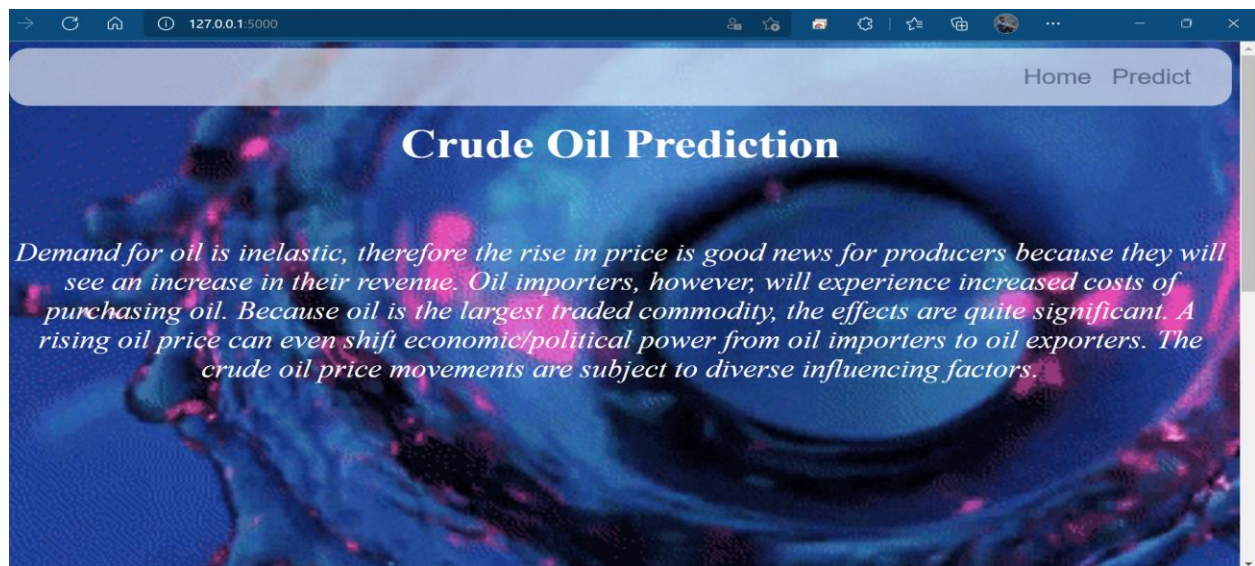 127.0.0.1:5000
Home Predict
Crude Oil Prediction
Demand for oil is inelastic, therefore the rise in price is good news for producers because they will
see an increase in their revenue. Oil importers, however, will experience increased costs of
purchasing oil. Because oil is the largest traded commodity, the effects are quite significant. A
rising oil price can even shift economic/political power from oil importers to oil exporters. The
crude oil price movements are subject to diverse influencing factors.